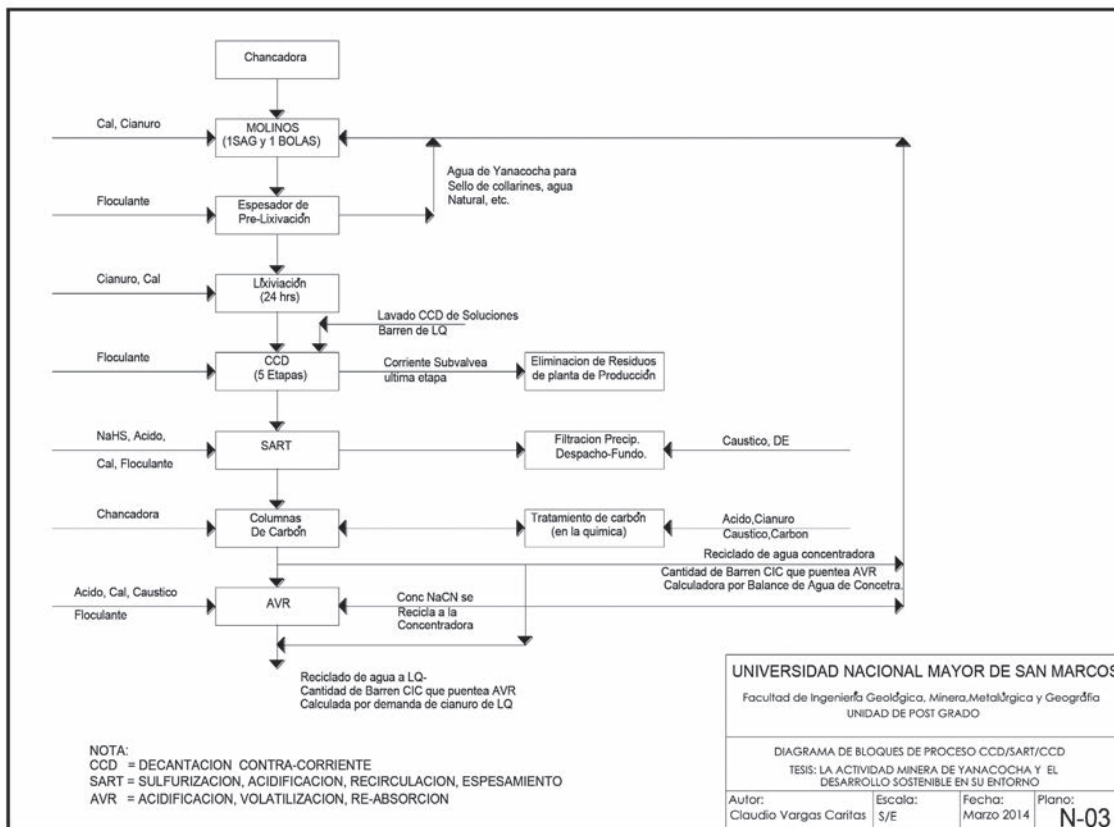 Chancadora
Cal, Cianuro
MOLINOS
(1SAG y 1 BOLAS)
Agua de Yanacocha para
Sello de collarines, agua
Natural, etc.
Floculante
Espesador de
Pre-Lixivación
Cianuro, Cal
Lixiviación
(24 hrs)
Lavado CCD de Soluciones
Barren de LQ
Floculante
CCD
(5 Etapas)
Corriente Subvalvea
ultima etapa
Eliminacion de Residuos
de planta de Producción
NaHS, Acido,
Cal, Floculante
SART
Filtracion Precip.
Despacho-Fundo.
Caustico, DE
Chancadora
Columnas
De Carbón
Tratamiento de carbón
(en la quimica)
Acido,Cianuro
Caustico,Carbon
Reciclado de agua concentradora
Cantidad de Barren CIC que puentea AVR
Calculadora por Balance de Agua de Concetra.
Acido, Cal, Caustico
Floculante
AVR
Conc NaCN se
Recicla a la
Concentradora
Reciclado de agua a LQ-
Cantidad de Barren CIC que puentea AVR
Calculada por demanda de cianuro de LQ
NOTA:
CCD = DECANTACION CONTRA-CORRIENTE
SART = SULFURIZACION, ACIDIFICACION, RECIRCULACION, ESPESAMIENTO
AVR = ACIDIFICACION, VOLATILIZACION, RE-ABSORCION
UNIVERSIDAD NACIONAL MAYOR DE SAN MARCOS
Facultad de Ingeniería Geológica, Minera,Metalúrgica y Geografía
UNIDAD DE POST GRADO
DIAGRAMA DE BLOQUES DE PROCESO CCD/SART/CCD
TESIS: LA ACTIVIDAD MINERA DE YANACOCHA Y EL
DESARROLLO SOSTENIBLE EN SU ENTORNO
Autor:
Claudio Vargas Caritas
Escala:
S/E
Fecha:
Marzo 2014
Plano:
N-03